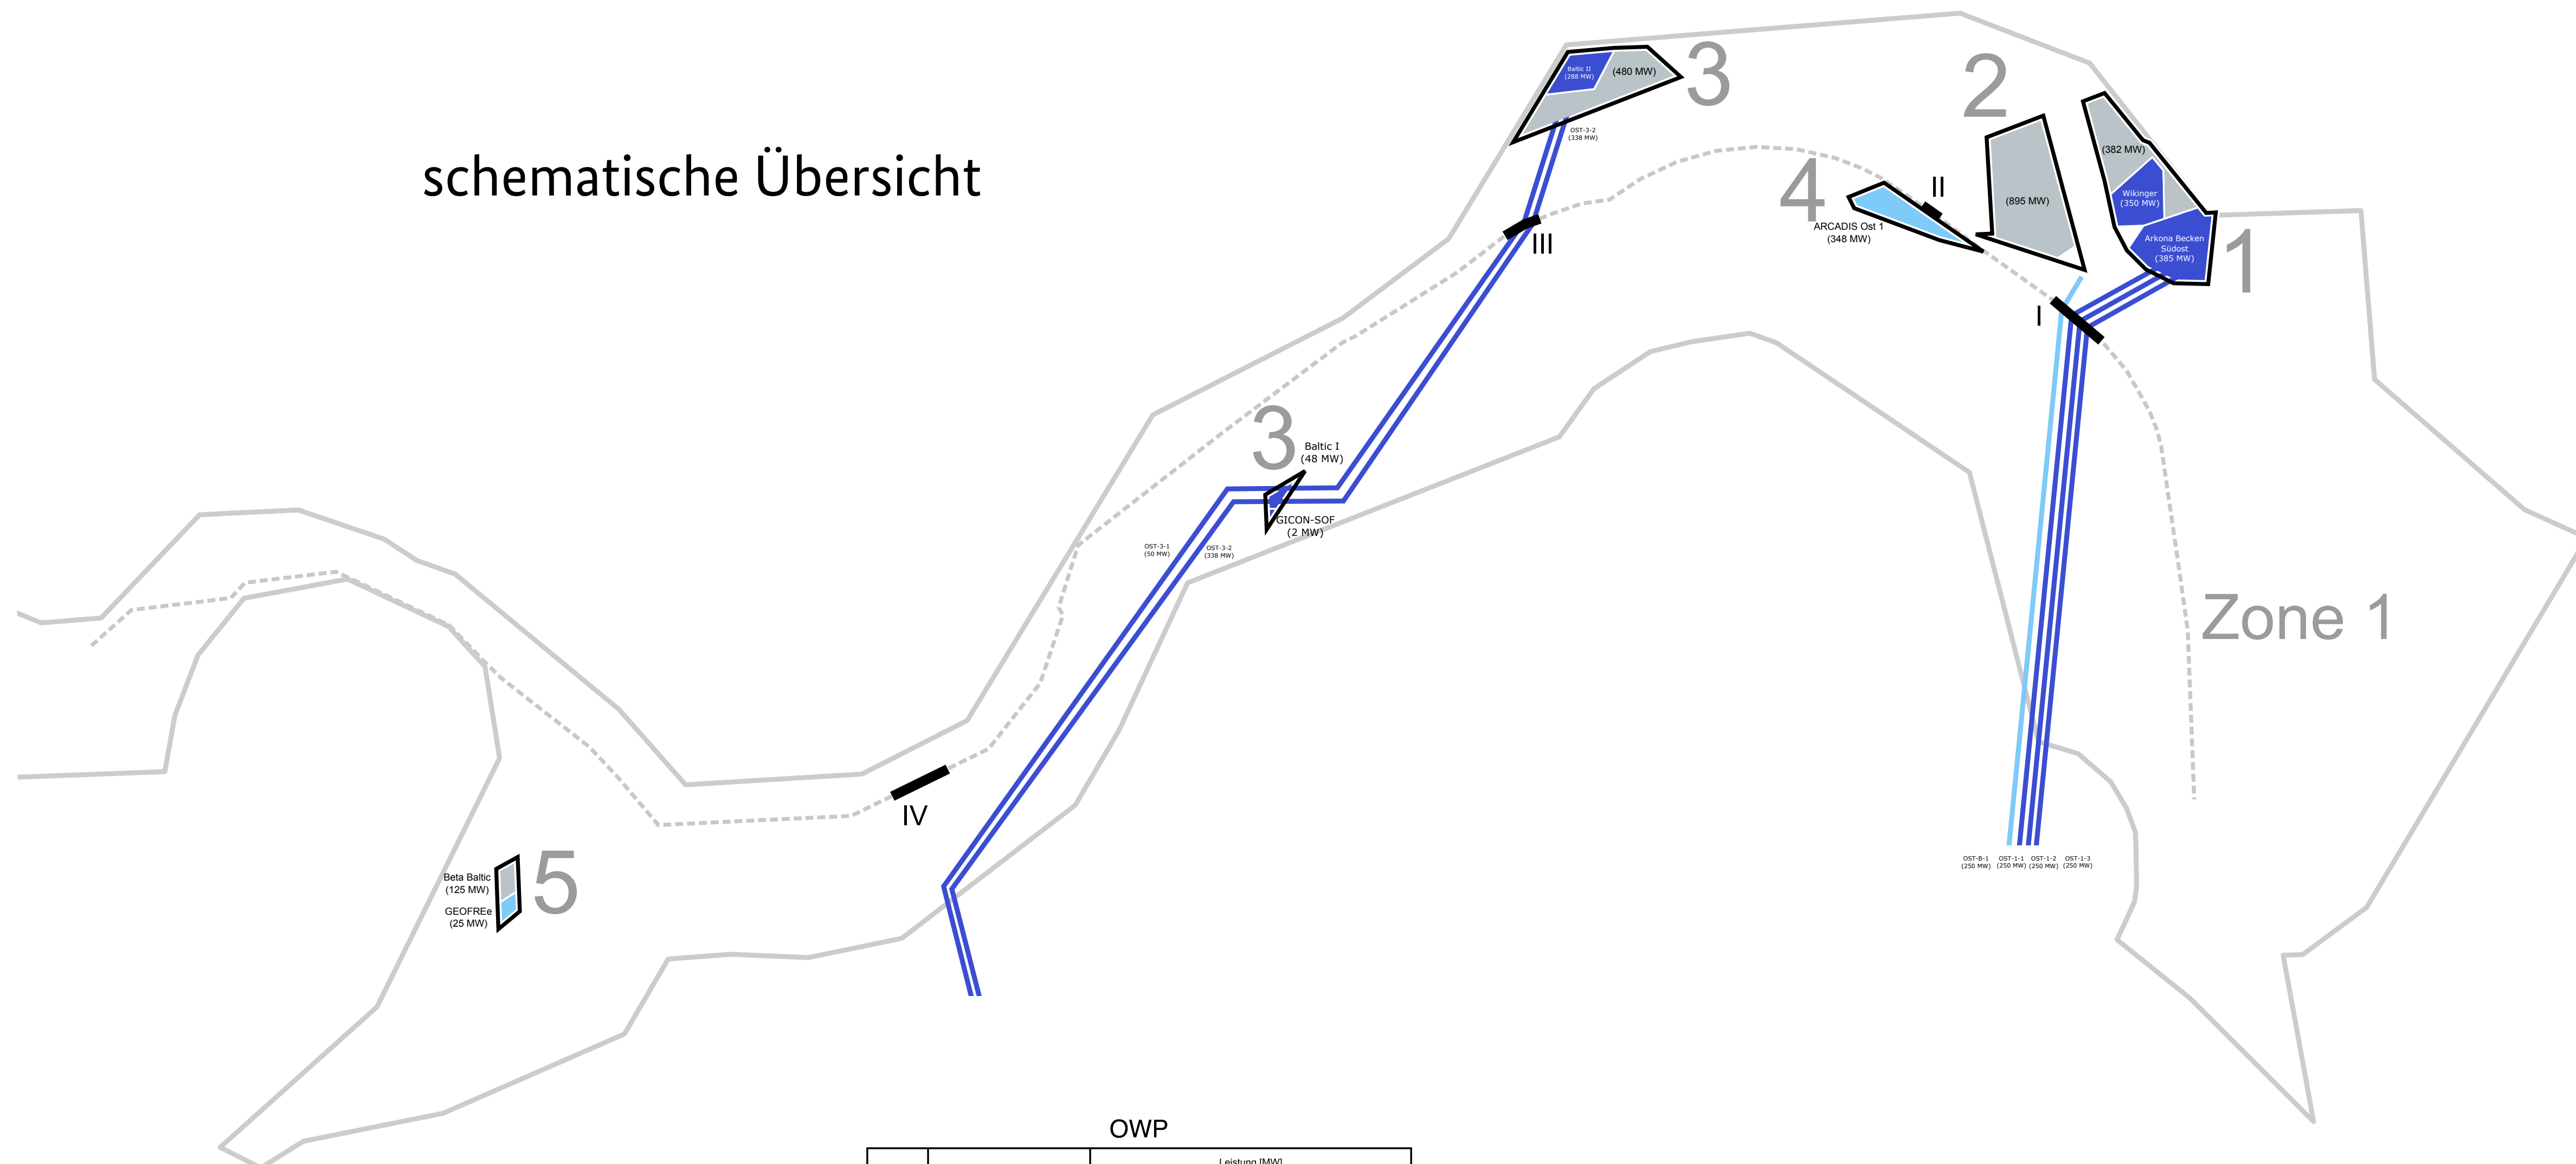 schematische Übersicht
Baltic II
(288 MW)
(480 MW)
3
OST-3-2
(338 MW)
2
(382 MW)
4
II
Wikinger
(350 MW)
(895 MW)
ARCADIS Ost 1
(348 MW)
III
Arkona Becken
Südost
(385 MW)
1
I
3
Baltic I
(48 MW)
GICON-SOF
(2 MW)
OST-3-1
(50 MW)
OST-3-2
(338 MW)
Zone 1
IV
Beta Baltic
(125 MW)
5
GEOFREe
(25 MW)
OST-B-1
(250 MW)
OST-1-1
(250 MW)
OST-1-2
(250 MW)
OST-1-3
(250 MW)
OWP
Leistung [MW]